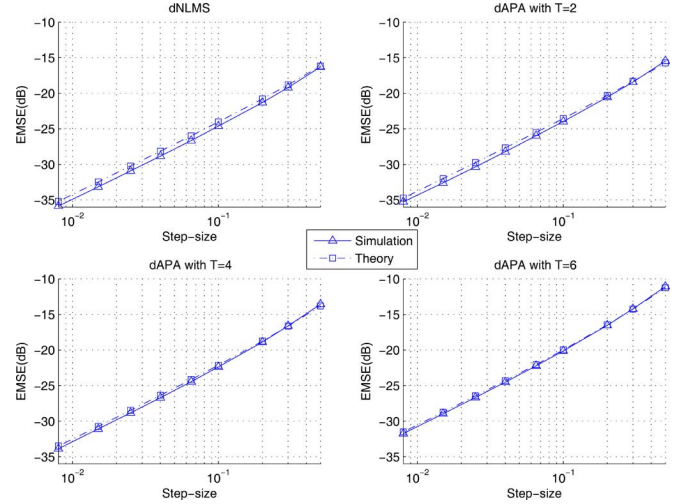 dNLMS
−10
−15
−20
−25
−30
−35
EMSE(dB)
10⁻²
10⁻¹
Step−size
dAPA with T=2
−10
−15
−20
−25
−30
−35
EMSE(dB)
10⁻²
10⁻¹
Step−size
Simulation
Theory
dAPA with T=4
−10
−15
−20
−25
−30
−35
EMSE(dB)
10⁻²
10⁻¹
Step−size
dAPA with T=6
−10
−15
−20
−25
−30
−35
EMSE(dB)
10⁻²
10⁻¹
Step−size